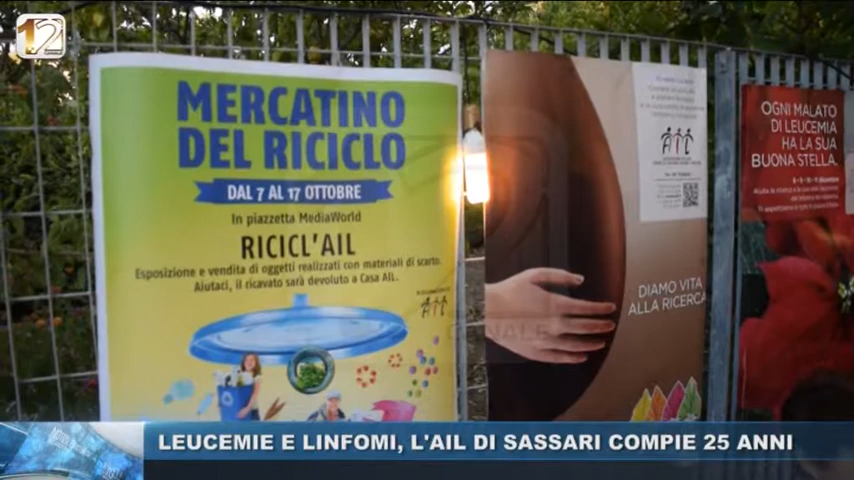 12
MERCATINO
DEL RICICLO
DAL 7 AL 17 OTTOBRE
In piazzetta MediaWorld
RICICL'AIL
Esposizione e vendita di oggetti realizzati con materiali di scarto.
Aiutaci, il ricavato sarà devoluto a Casa AIL.
AIL
AIL
DIAMO VITA
ALLA RICERCA
OGNI MALATO
DI LEUCEMIA
HA LA SUA
BUONA STELLA.
CANALE
LEUCEMIE E LINFOMI, L'AIL DI SASSARI COMPIE 25 ANNI